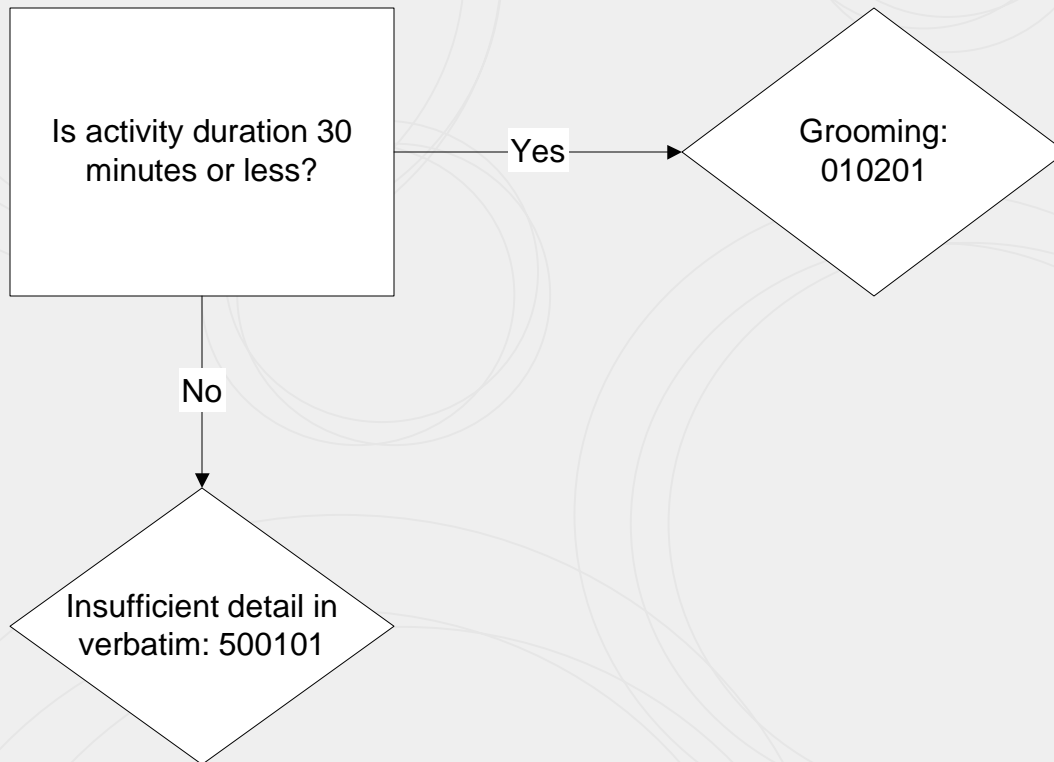 Is activity duration 30
minutes or less?
Yes
Grooming:
010201
No
Insufficient detail in
verbatim: 500101